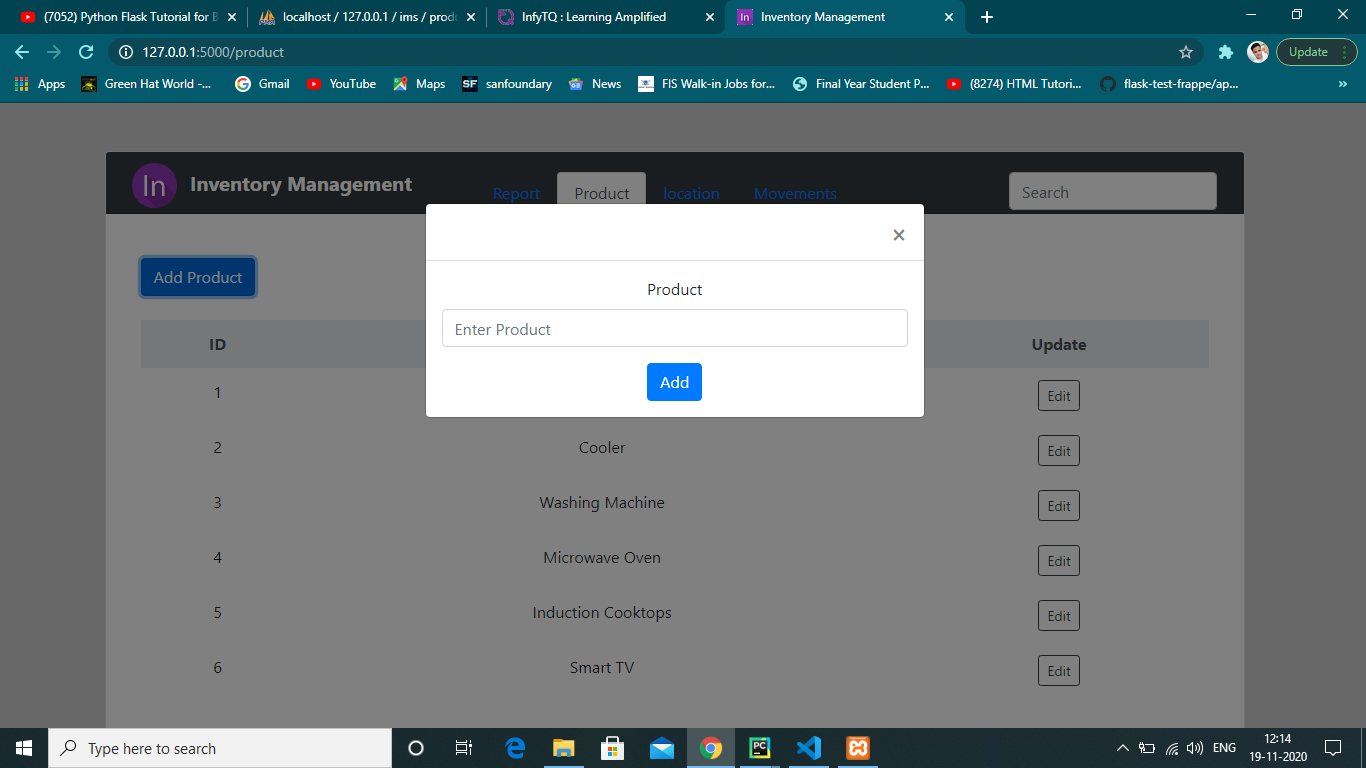 (7052) Python Flask Tutorial for B
localhost / 127.0.0.1 / ims / produ
InfyTQ : Learning Amplified
In Inventory Management
127.0.0.1:5000/product
Update
Apps
Green Hat World -...
Gmail
YouTube
Maps
SF sanfoundary
News
FIS Walk-in Jobs for...
Final Year Student P...
(8274) HTML Tutori...
flask-test-frappe/ap...
»
In Inventory Management
Report
Product
location
Movements
Search
×
Add Product
Product
Enter Product
Add
ID
Update
1
Edit
2 Cooler Edit
3 Washing Machine Edit
4 Microwave Oven Edit
5 Induction Cooktops Edit
6 Smart TV Edit
Type here to search
PC
ENG
12:14
19-11-2020